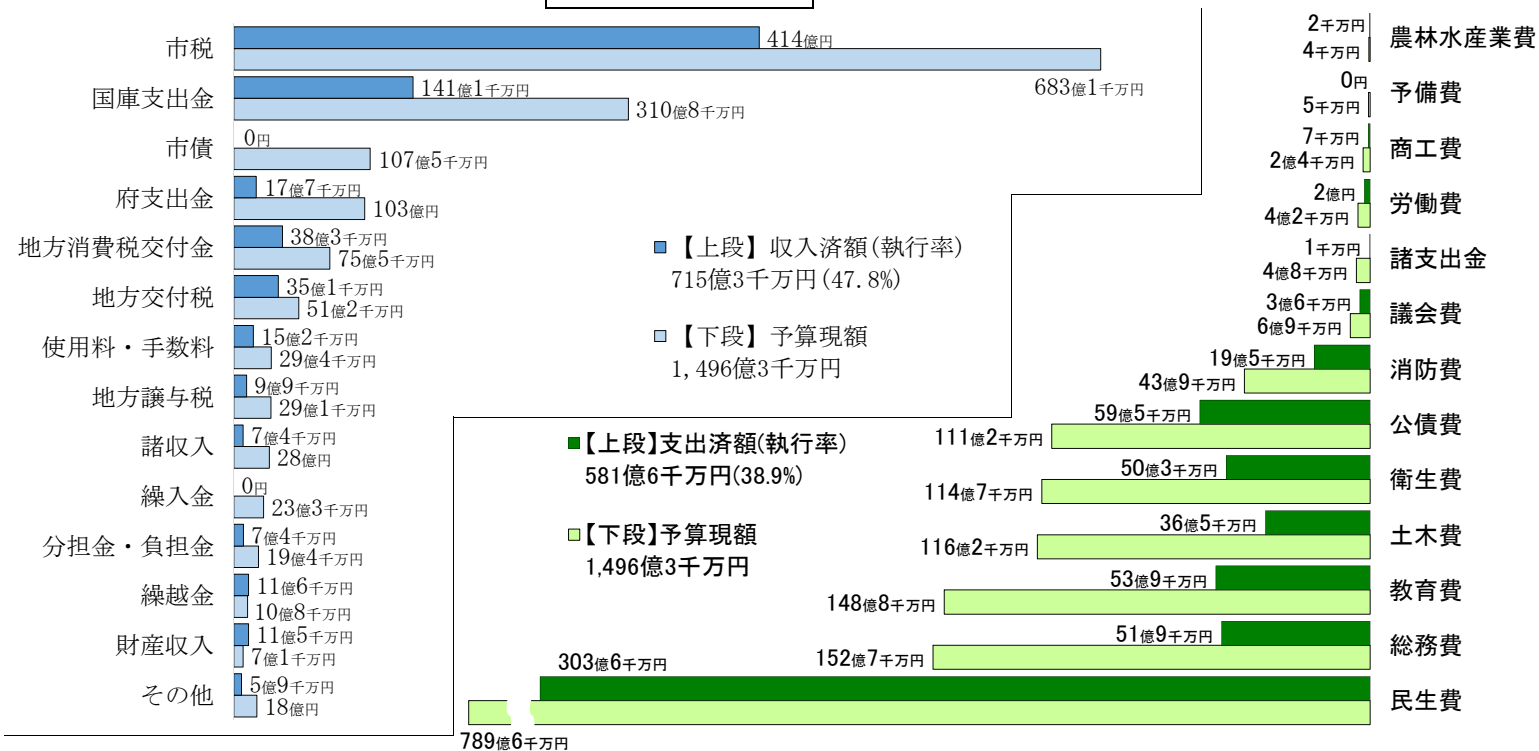 市税
414億円
683億1千万円
国庫支出金
141億1千万円
310億8千万円
市債
0円
107億5千万円
府支出金
17億7千万円
103億円
地方消費税交付金
38億3千万円
75億5千万円
地方交付税
35億1千万円
51億2千万円
使用料・手数料
15億2千万円
29億4千万円
地方譲与税
9億9千万円
29億1千万円
諸収入
7億4千万円
28億円
繰入金
0円
23億3千万円
分担金・負担金
7億4千万円
19億4千万円
繰越金
11億6千万円
10億8千万円
財産収入
11億5千万円
7億1千万円
その他
5億9千万円
18億円
【上段】収入済額(執行率)
715億3千万円(47.8%)
【下段】予算現額
1,496億3千万円
2千万円
4千万円
農林水産業費
0円
5千万円
予備費
7千万円
2億4千万円
商工費
2億円
4億2千万円
労働費
1千万円
4億8千万円
諸支出金
3億6千万円
6億9千万円
議会費
19億5千万円
43億9千万円
消防費
59億5千万円
111億2千万円
公債費
50億3千万円
114億7千万円
衛生費
36億5千万円
116億2千万円
土木費
53億9千万円
148億8千万円
教育費
51億9千万円
152億7千万円
総務費
303億6千万円
789億6千万円
民生費
【上段】支出済額(執行率)
581億6千万円(38.9%)
【下段】予算現額
1,496億3千万円